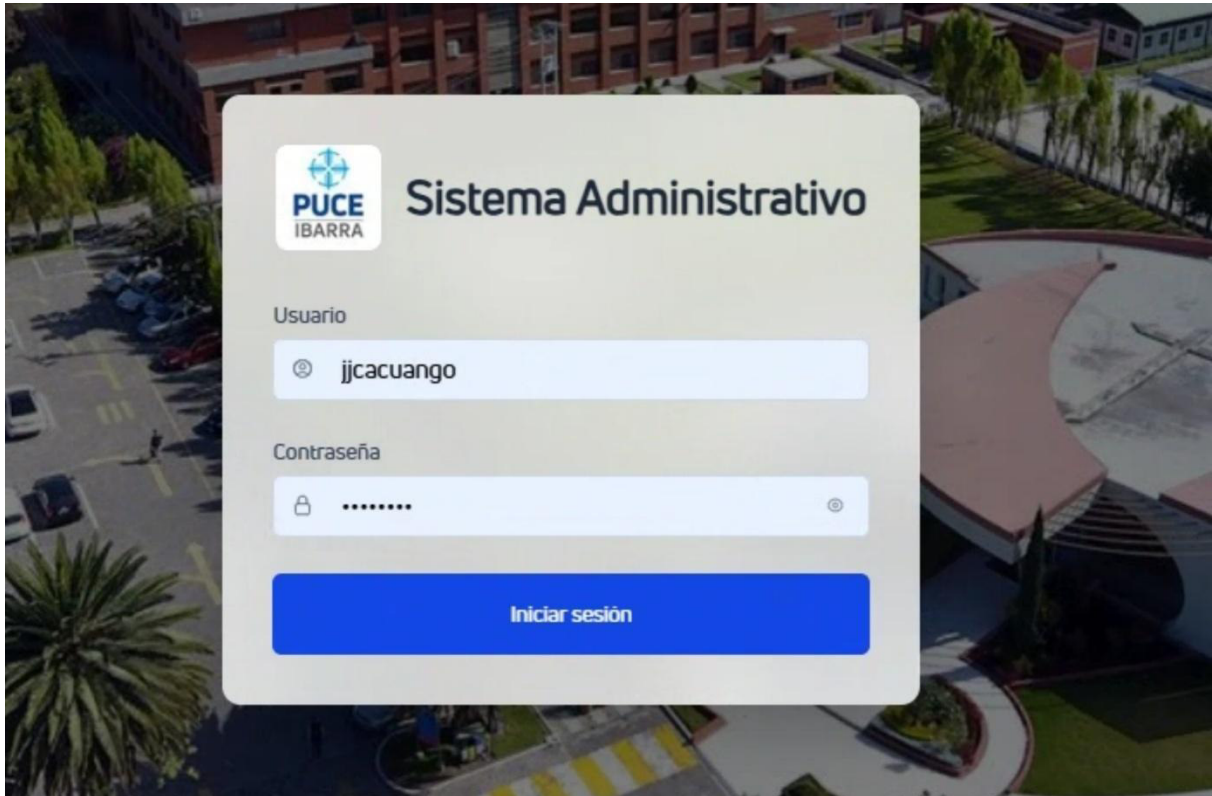 PUCE
IBARRA
Sistema Administrativo
Usuario
jjcacuango
Contraseña
••••••••
Iniciar sesión